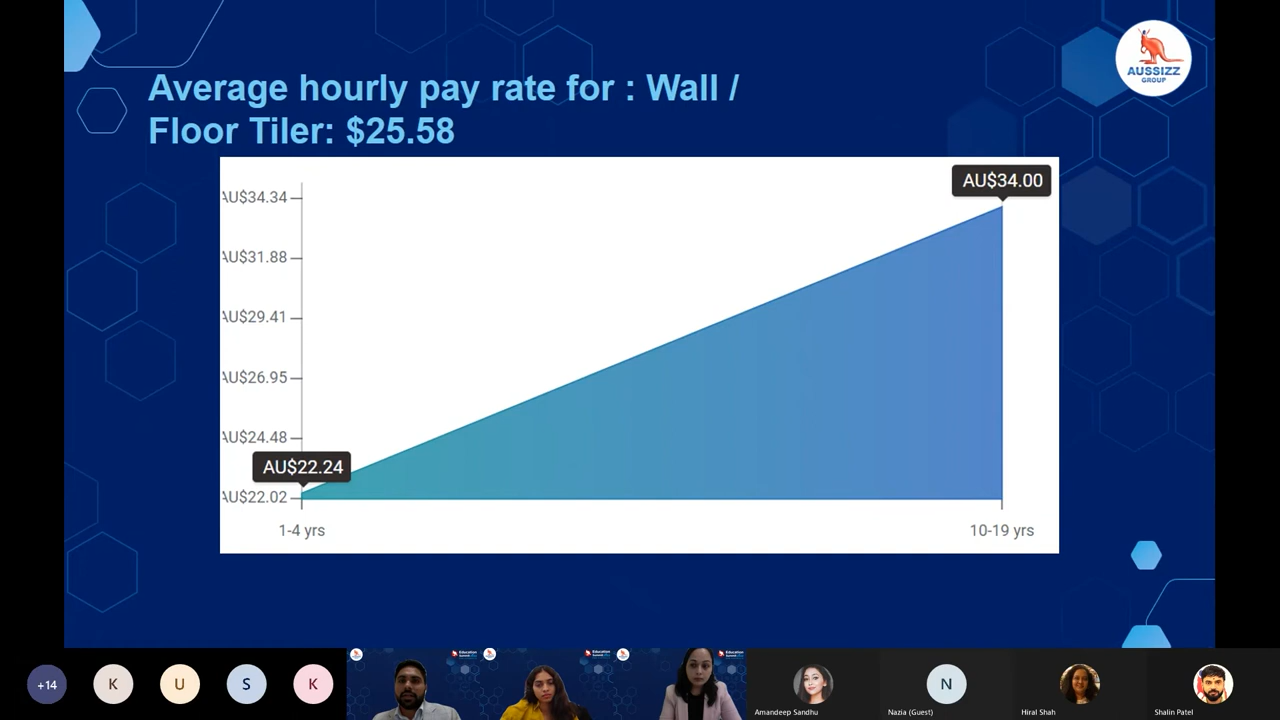 Average hourly pay rate for : Wall /
Floor Tiler: $25.58
AUSSIZZ
GROUP
AU$34.00
AU$34.34
AU$31.88
AU$29.41
AU$26.95
AU$24.48
AU$22.24
AU$22.02
1-4 yrs
10-19 yrs
+14
K
U
S
K
N
Amandeep Sandhu
Nazia (Guest)
Hiral Shah
Shalin Patel